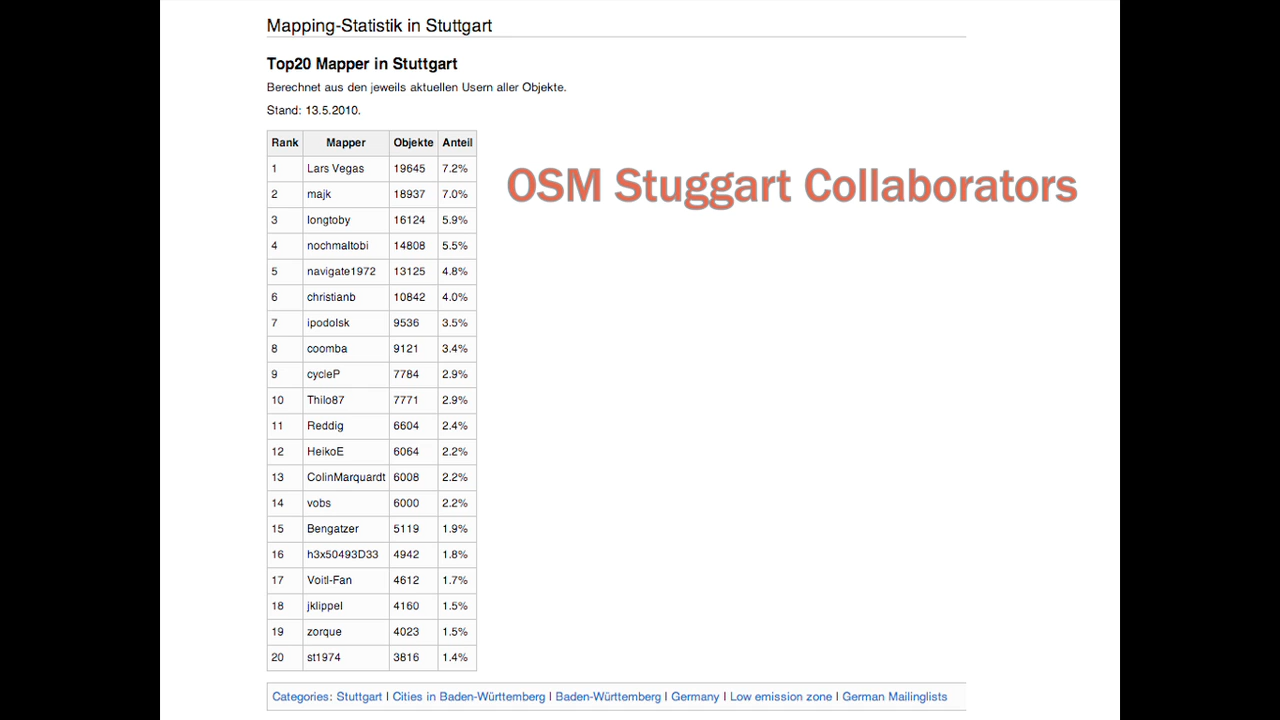 Mapping-Statistik in Stuttgart
Top20 Mapper in Stuttgart
Berechnet aus den jeweils aktuellen Usern aller Objekte.
Stand: 13.5.2010.
Rank Mapper Objekte Anteil
1 Lars Vegas 19645 7.2%
OSM Stuggart Collaborators
2 majk 18937 7.0%
3 longtoby 16124 5.9%
4 nochmaltobi 14808 5.5%
5 navigate1972 13125 4.8%
6 christianb 10842 4.0%
7 ipodolsk 9536 3.5%
8 coomba 9121 3.4%
9 cycleP 7784 2.9%
10 Thilo87 7771 2.9%
11 Reddig 6604 2.4%
12 HeikoE 6064 2.2%
13 ColinMarquardt 6008 2.2%
14 vobs 6000 2.2%
15 Bengatzer 5119 1.9%
16 h3x50493D33 4942 1.8%
17 Voitl-Fan 4612 1.7%
18 jklippel 4160 1.5%
19 zorque 4023 1.5%
20 st1974 3816 1.4%
Categories: Stuttgart | Cities in Baden-Württemberg | Baden-Württemberg | Germany | Low emission zone | German Mailinglists